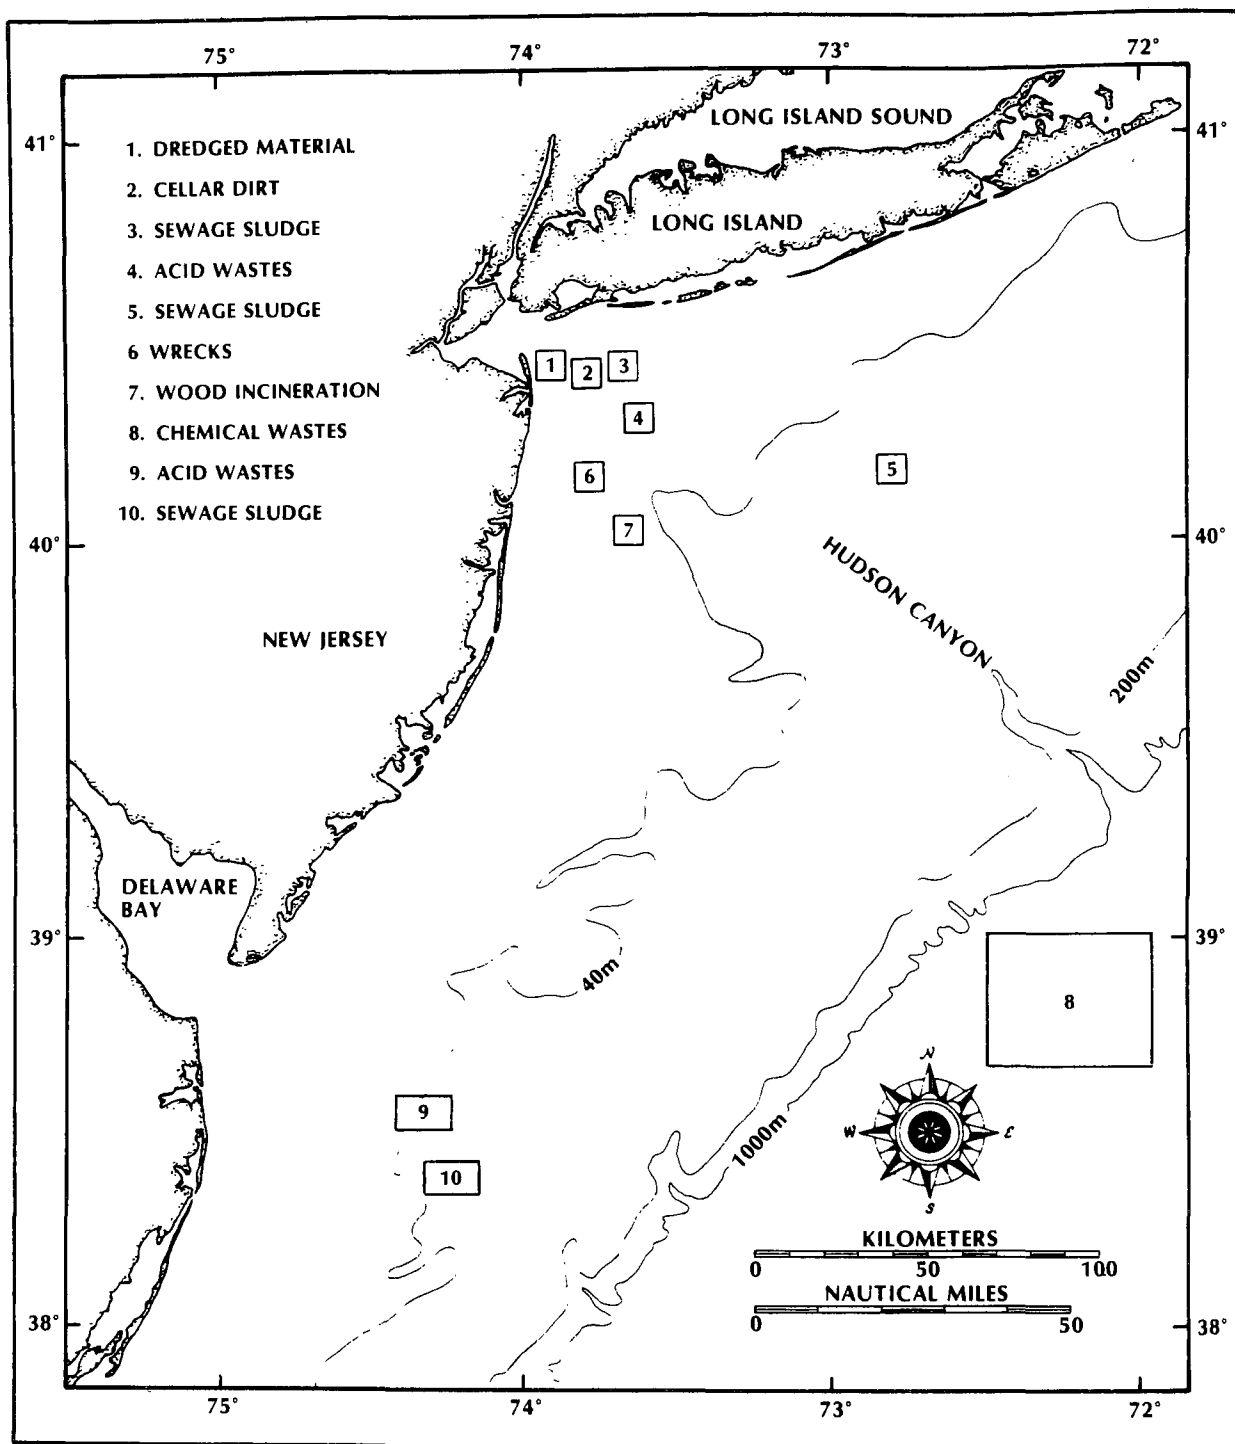 75° 74° 73° 72°
41° 41°
1. DREDGED MATERIAL
2. CELLAR DIRT
3. SEWAGE SLUDGE
4. ACID WASTES
5. SEWAGE SLUDGE
6 WRECKS
7. WOOD INCINERATION
8. CHEMICAL WASTES
9. ACID WASTES
10. SEWAGE SLUDGE
LONG ISLAND SOUND
LONG ISLAND
1
2
3
4
5
6
7
40° 40°
HUDSON CANYON
NEW JERSEY
200m
DELAWARE
BAY
39° 39°
40m
8
N
W E
S
9
10
1000m
KILOMETERS
0 50 100
NAUTICAL MILES
0 50
38° 38°
75° 74° 73° 72°